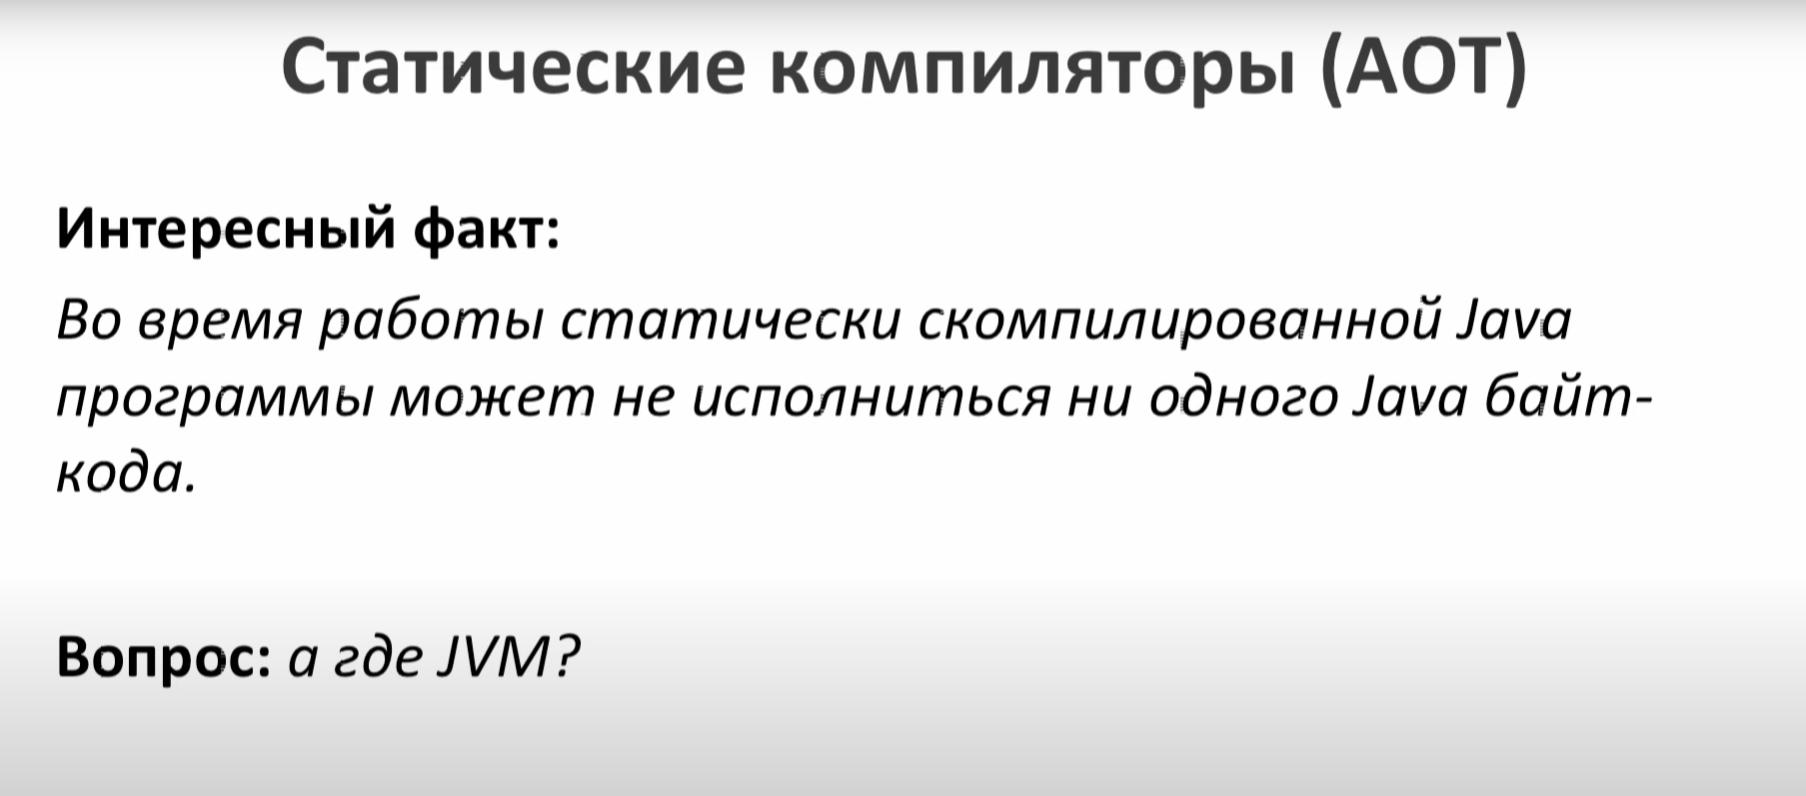 Статические компиляторы (АОТ)
Интересный факт:
Во время работы статически скомпилированной Java
программы может не исполниться ни одного Java байт-
кода.
Вопрос: а где JVM?